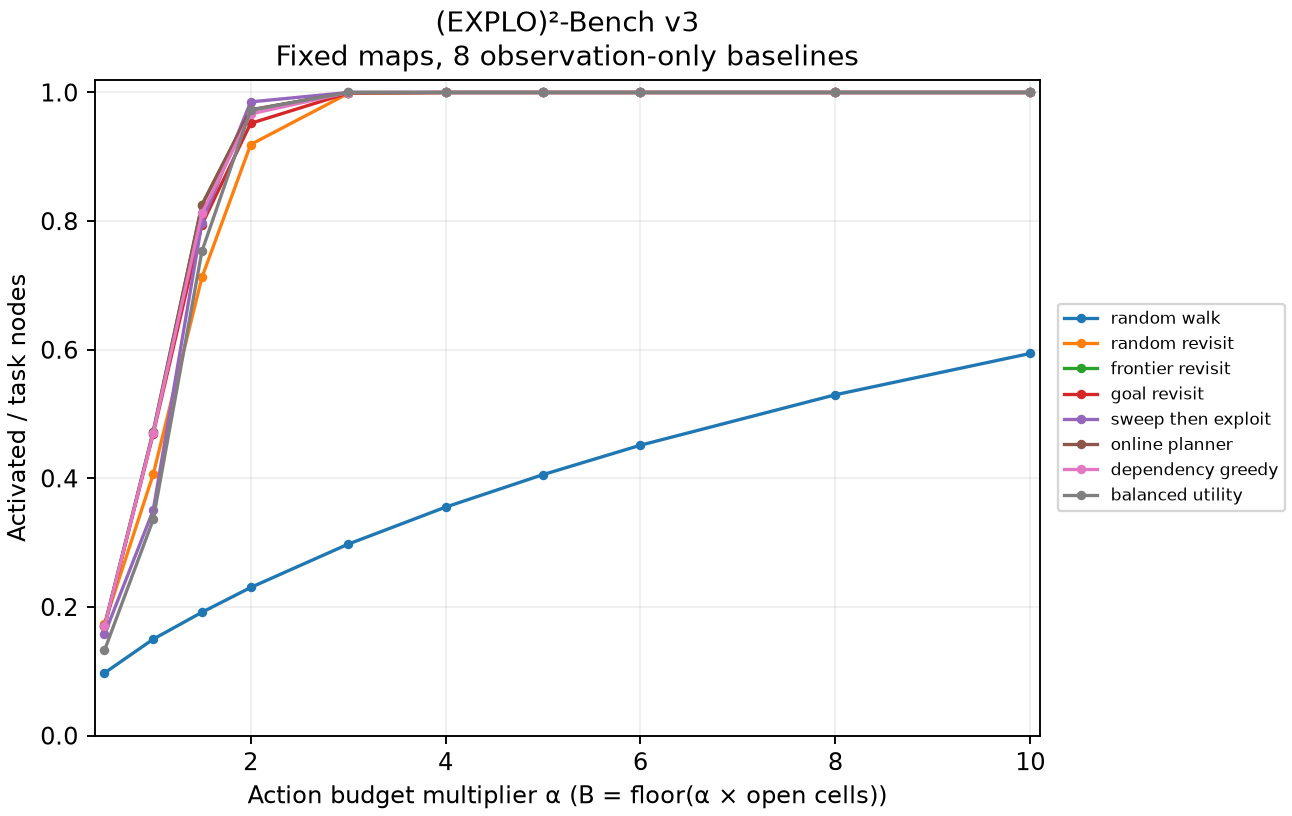 (EXPLO)²-Bench v3
Fixed maps, 8 observation-only baselines
Activated / task nodes
1.0
0.8
0.6
0.4
0.2
0.0
2
4
6
8
10
Action budget multiplier α (B = floor(α × open cells))
random walk
random revisit
frontier revisit
goal revisit
sweep then exploit
online planner
dependency greedy
balanced utility